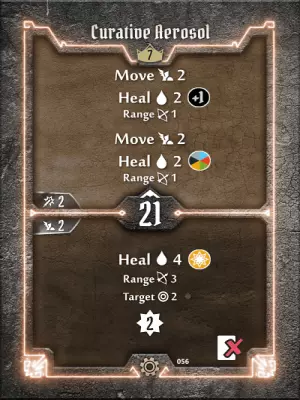 Curative Aerosol
7
Move 2
Heal 2 +1
Range 1
Move 2
Heal 2
Range 1
2
21
2
Heal 4
Range 3
Target 2
2
056